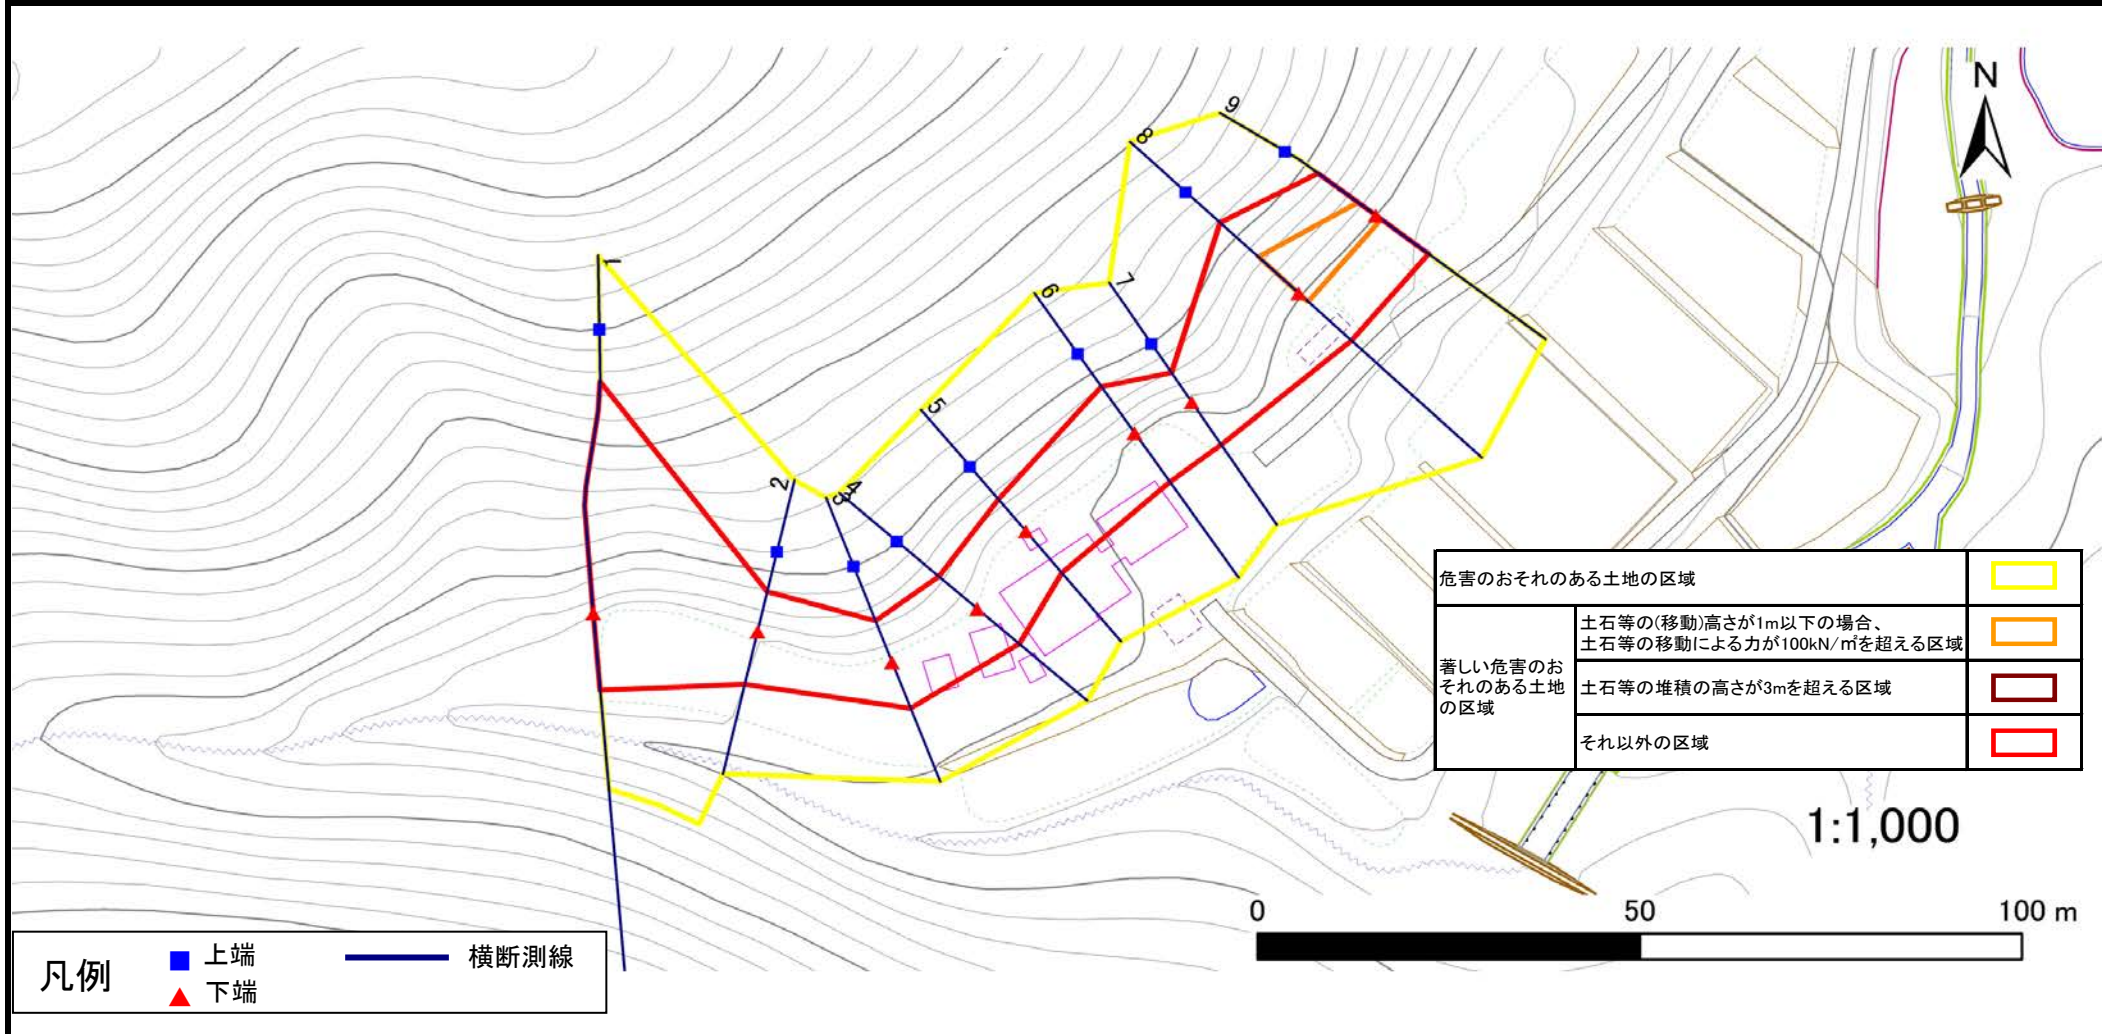 N
9
8
1
7
6
5
2
3
4
危害のおそれのある土地の区域
著しい危害のお
それのある土地
の区域
土石等の(移動)高さが1m以下の場合、
土石等の移動による力が100kN/㎡を超える区域
土石等の堆積の高さが3mを超える区域
それ以外の区域
1:1,000
0 50 100 m
凡例
上端
下端
横断測線